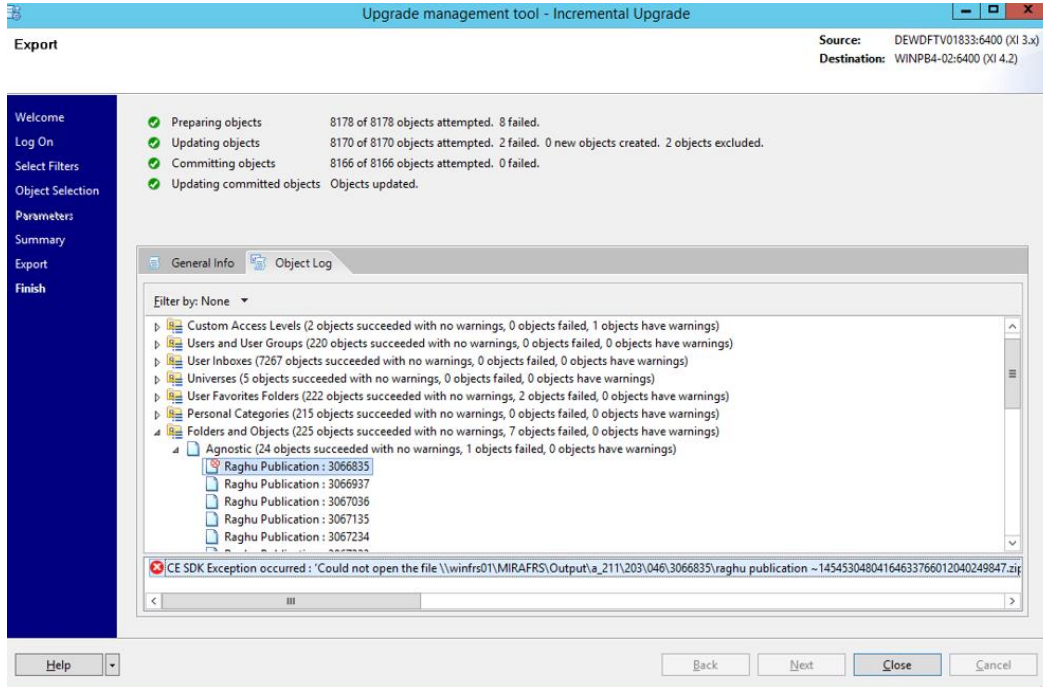 Upgrade management tool - Incremental Upgrade
Export
Source: DEWDFTV01833:6400 (XI 3.x)
Destination: WINPB4-02:6400 (XI 4.2)
Welcome
Log On
Select Filters
Object Selection
Parameters
Summary
Export
Finish
Preparing objects 8178 of 8178 objects attempted. 8 failed.
Updating objects 8170 of 8170 objects attempted. 2 failed. 0 new objects created. 2 objects excluded.
Committing objects 8166 of 8166 objects attempted. 0 failed.
Updating committed objects Objects updated.
General Info Object Log
Filter by: None
Custom Access Levels (2 objects succeeded with no warnings, 0 objects failed, 1 objects have warnings)
Users and User Groups (220 objects succeeded with no warnings, 0 objects failed, 0 objects have warnings)
User Inboxes (7267 objects succeeded with no warnings, 0 objects failed, 0 objects have warnings)
Universes (5 objects succeeded with no warnings, 0 objects failed, 0 objects have warnings)
User Favorites Folders (222 objects succeeded with no warnings, 2 objects failed, 0 objects have warnings)
Personal Categories (215 objects succeeded with no warnings, 0 objects failed, 0 objects have warnings)
Folders and Objects (225 objects succeeded with no warnings, 7 objects failed, 0 objects have warnings)
Agnostic (24 objects succeeded with no warnings, 1 objects failed, 0 objects have warnings)
Raghu Publication : 3066835
Raghu Publication : 3066937
Raghu Publication : 3067036
Raghu Publication : 3067135
Raghu Publication : 3067234
CE SDK Exception occurred : 'Could not open the file \\winfrs01\MIRAFRS\Output\a_211\203\046\3066835\raghu publication ~1454530480416463376601204024­9847.zip
Help Back Next Close Cancel